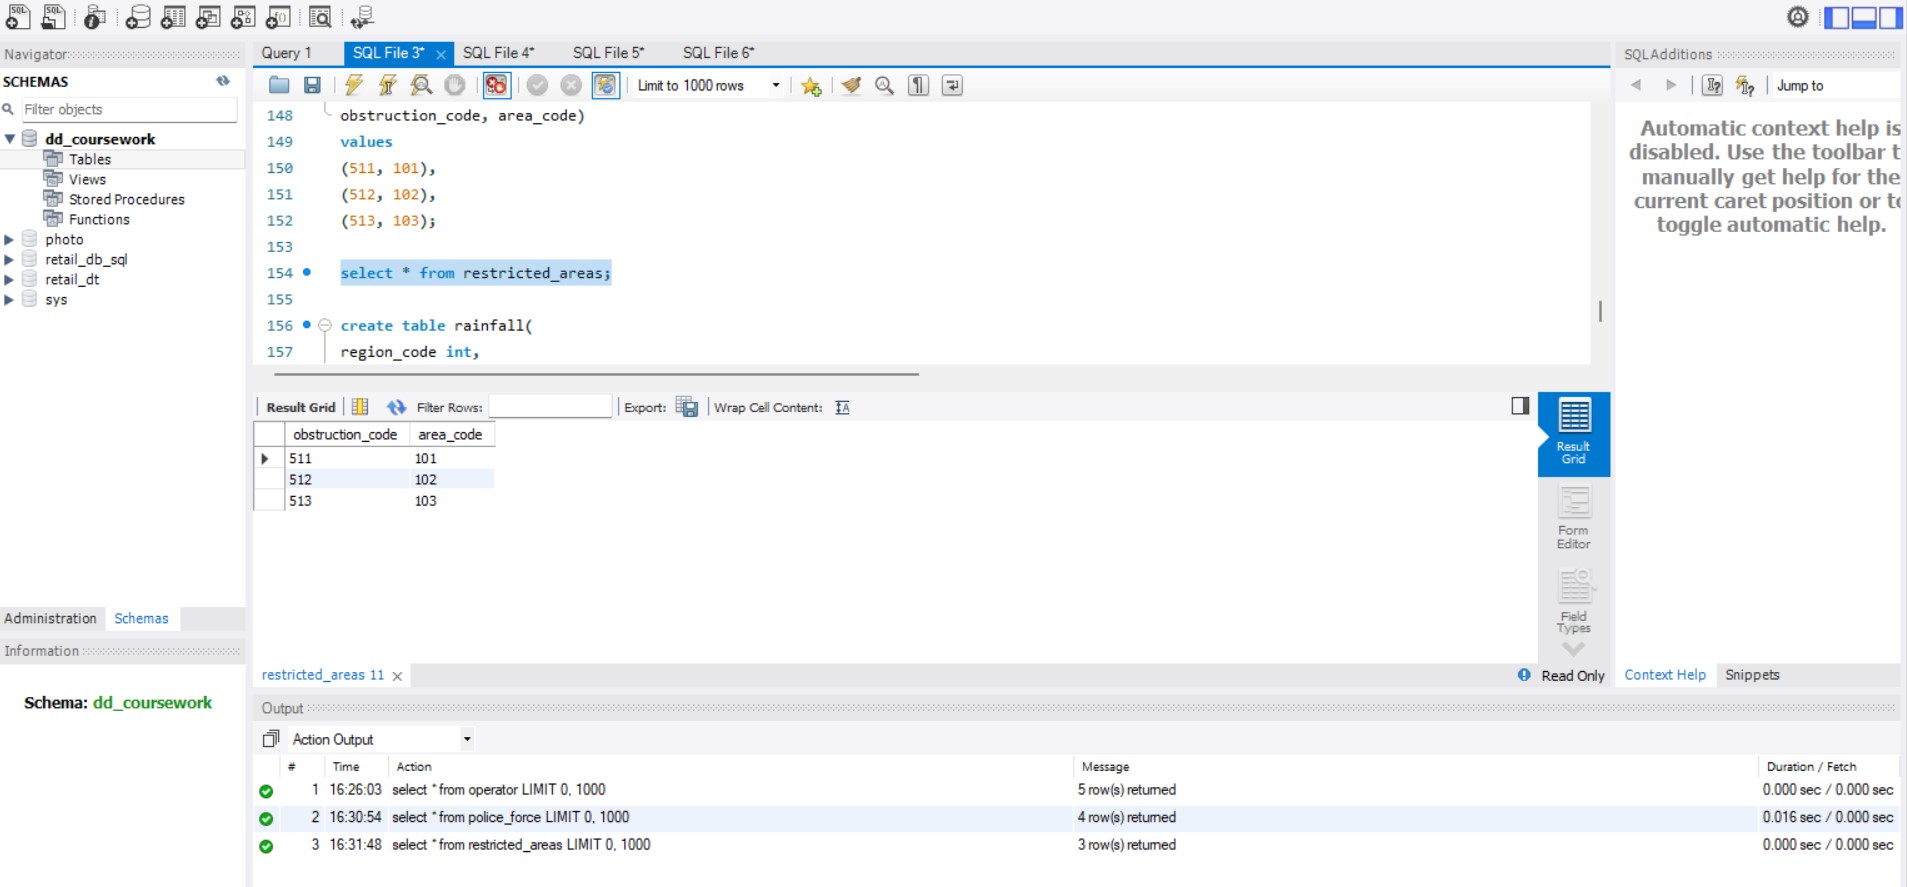 SQL SQL
Navigator
SCHEMAS
Filter objects
dd_coursework
Tables
Views
Stored Procedures
Functions
photo
retail_db_sql
retail_dt
sys
Administration Schemas
Information
Schema: dd_coursework
Query 1 SQL File 3* SQL File 4* SQL File 5* SQL File 6*
Limit to 1000 rows
148 obstruction_code, area_code)
149 values
150 (511, 101),
151 (512, 102),
152 (513, 103);
153
154 select * from restricted_areas;
155
156 create table rainfall(
157 region_code int,
Result Grid Filter Rows: Export: Wrap Cell Content:
obstruction_code area_code
511 101
512 102
513 103
Result
Grid
Form
Editor
Field
Types
restricted_areas 11 Read Only
Output
Action Output
# Time Action Message Duration / Fetch
1 16:26:03 select * from operator LIMIT 0, 1000 5 row(s) returned 0.000 sec / 0.000 sec
2 16:30:54 select * from police_force LIMIT 0, 1000 4 row(s) returned 0.016 sec / 0.000 sec
3 16:31:48 select * from restricted_areas LIMIT 0, 1000 3 row(s) returned 0.000 sec / 0.000 sec
SQLAdditions
Jump to
Automatic context help is
disabled. Use the toolbar t
manually get help for the
current caret position or to
toggle automatic help.
Context Help Snippets